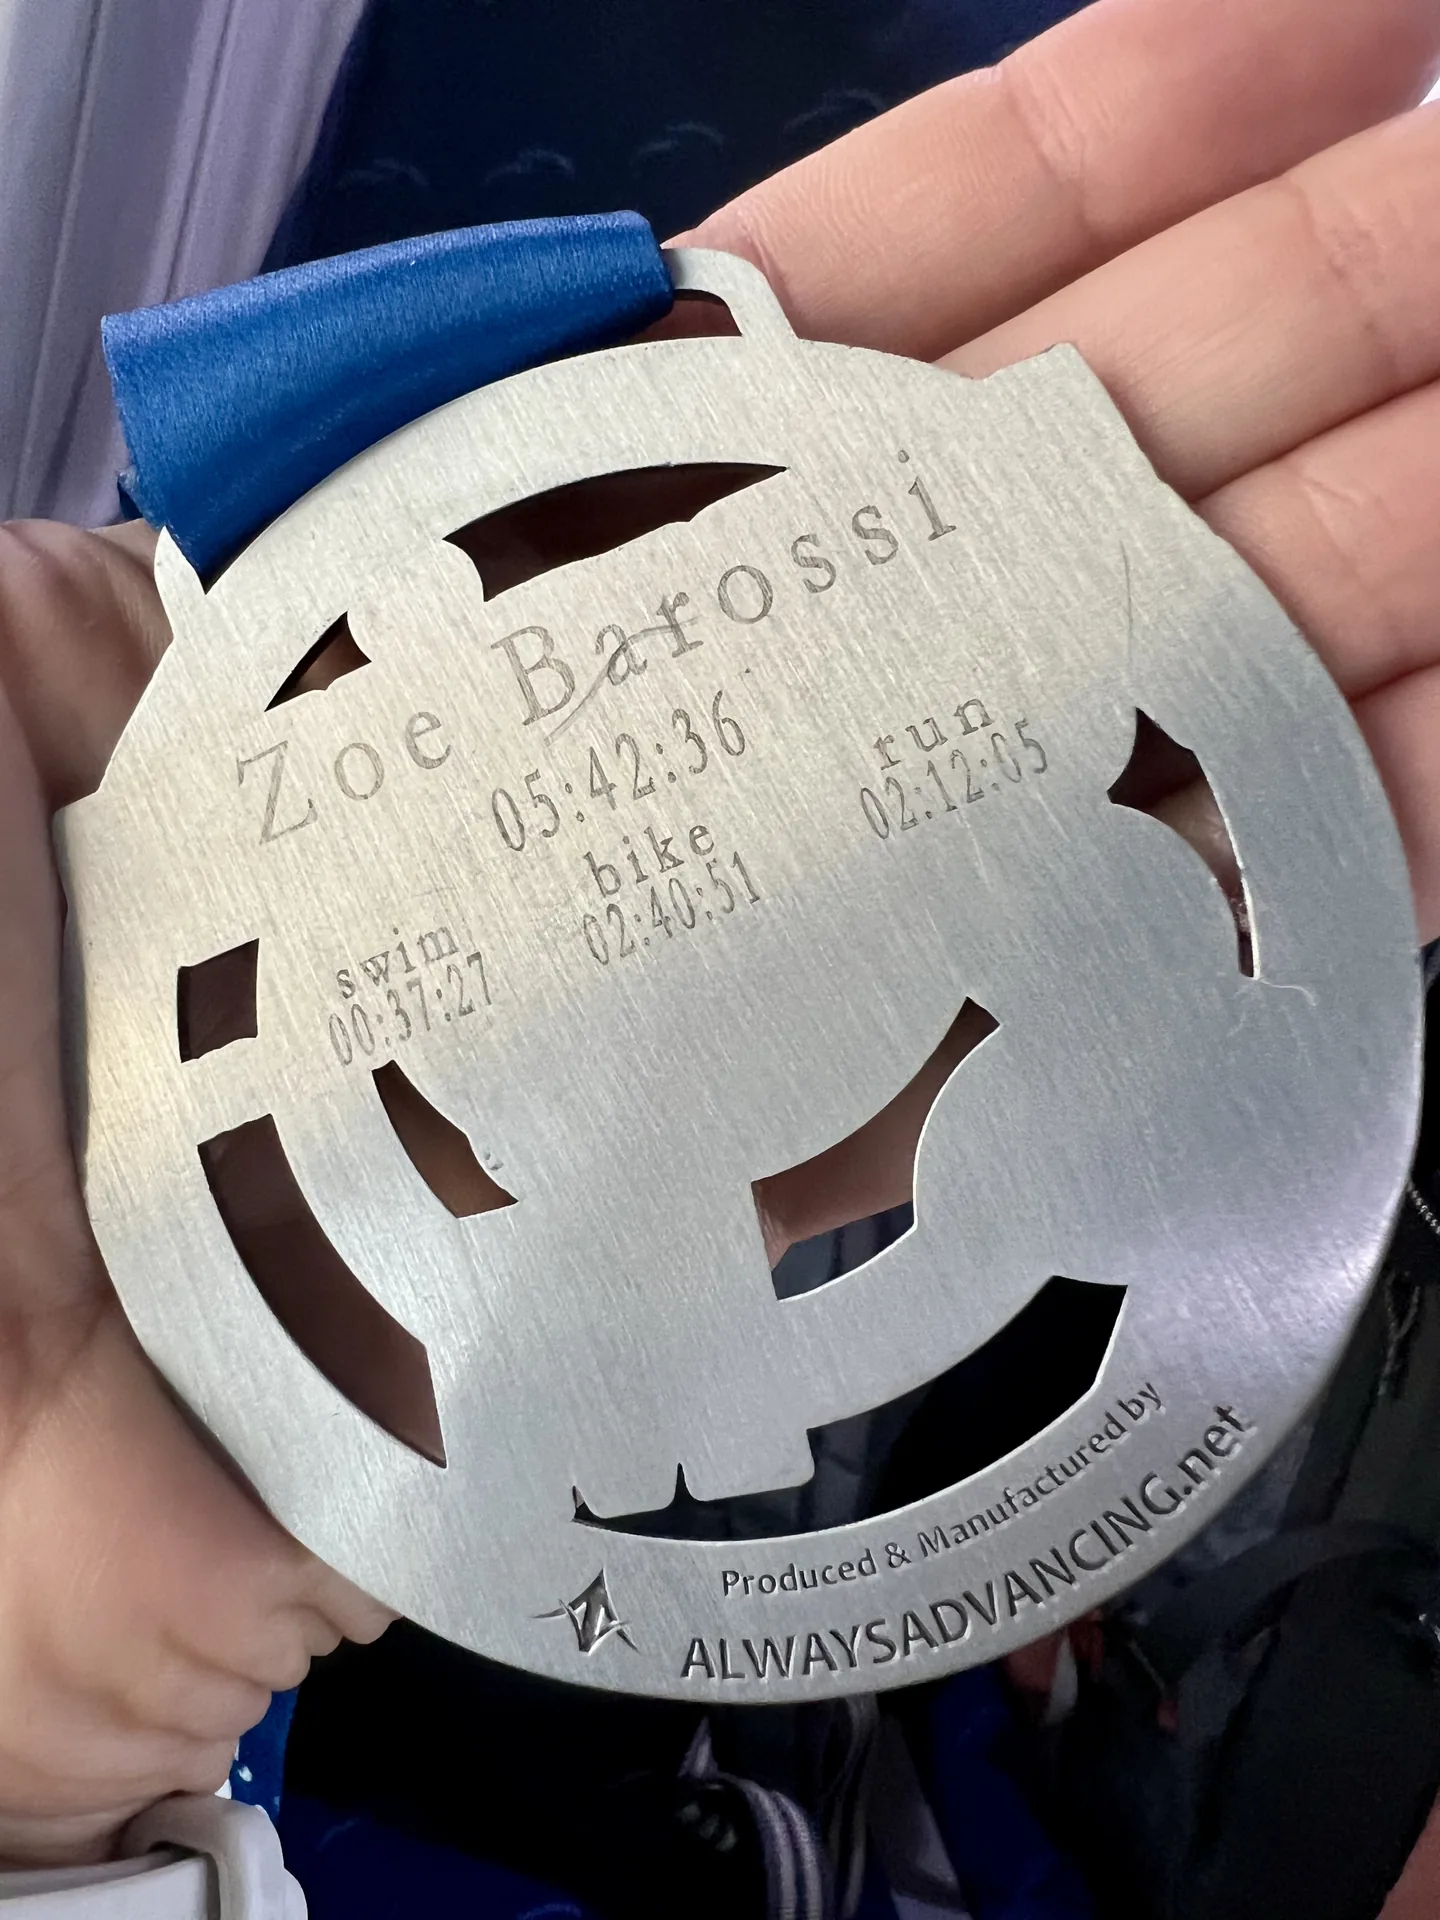 Zoe Barossi
05:42:36
swim
00:37:27
bike
02:40:51
run
02:12:05
Produced & Manufactured by
ALWAYSADVANCING.net